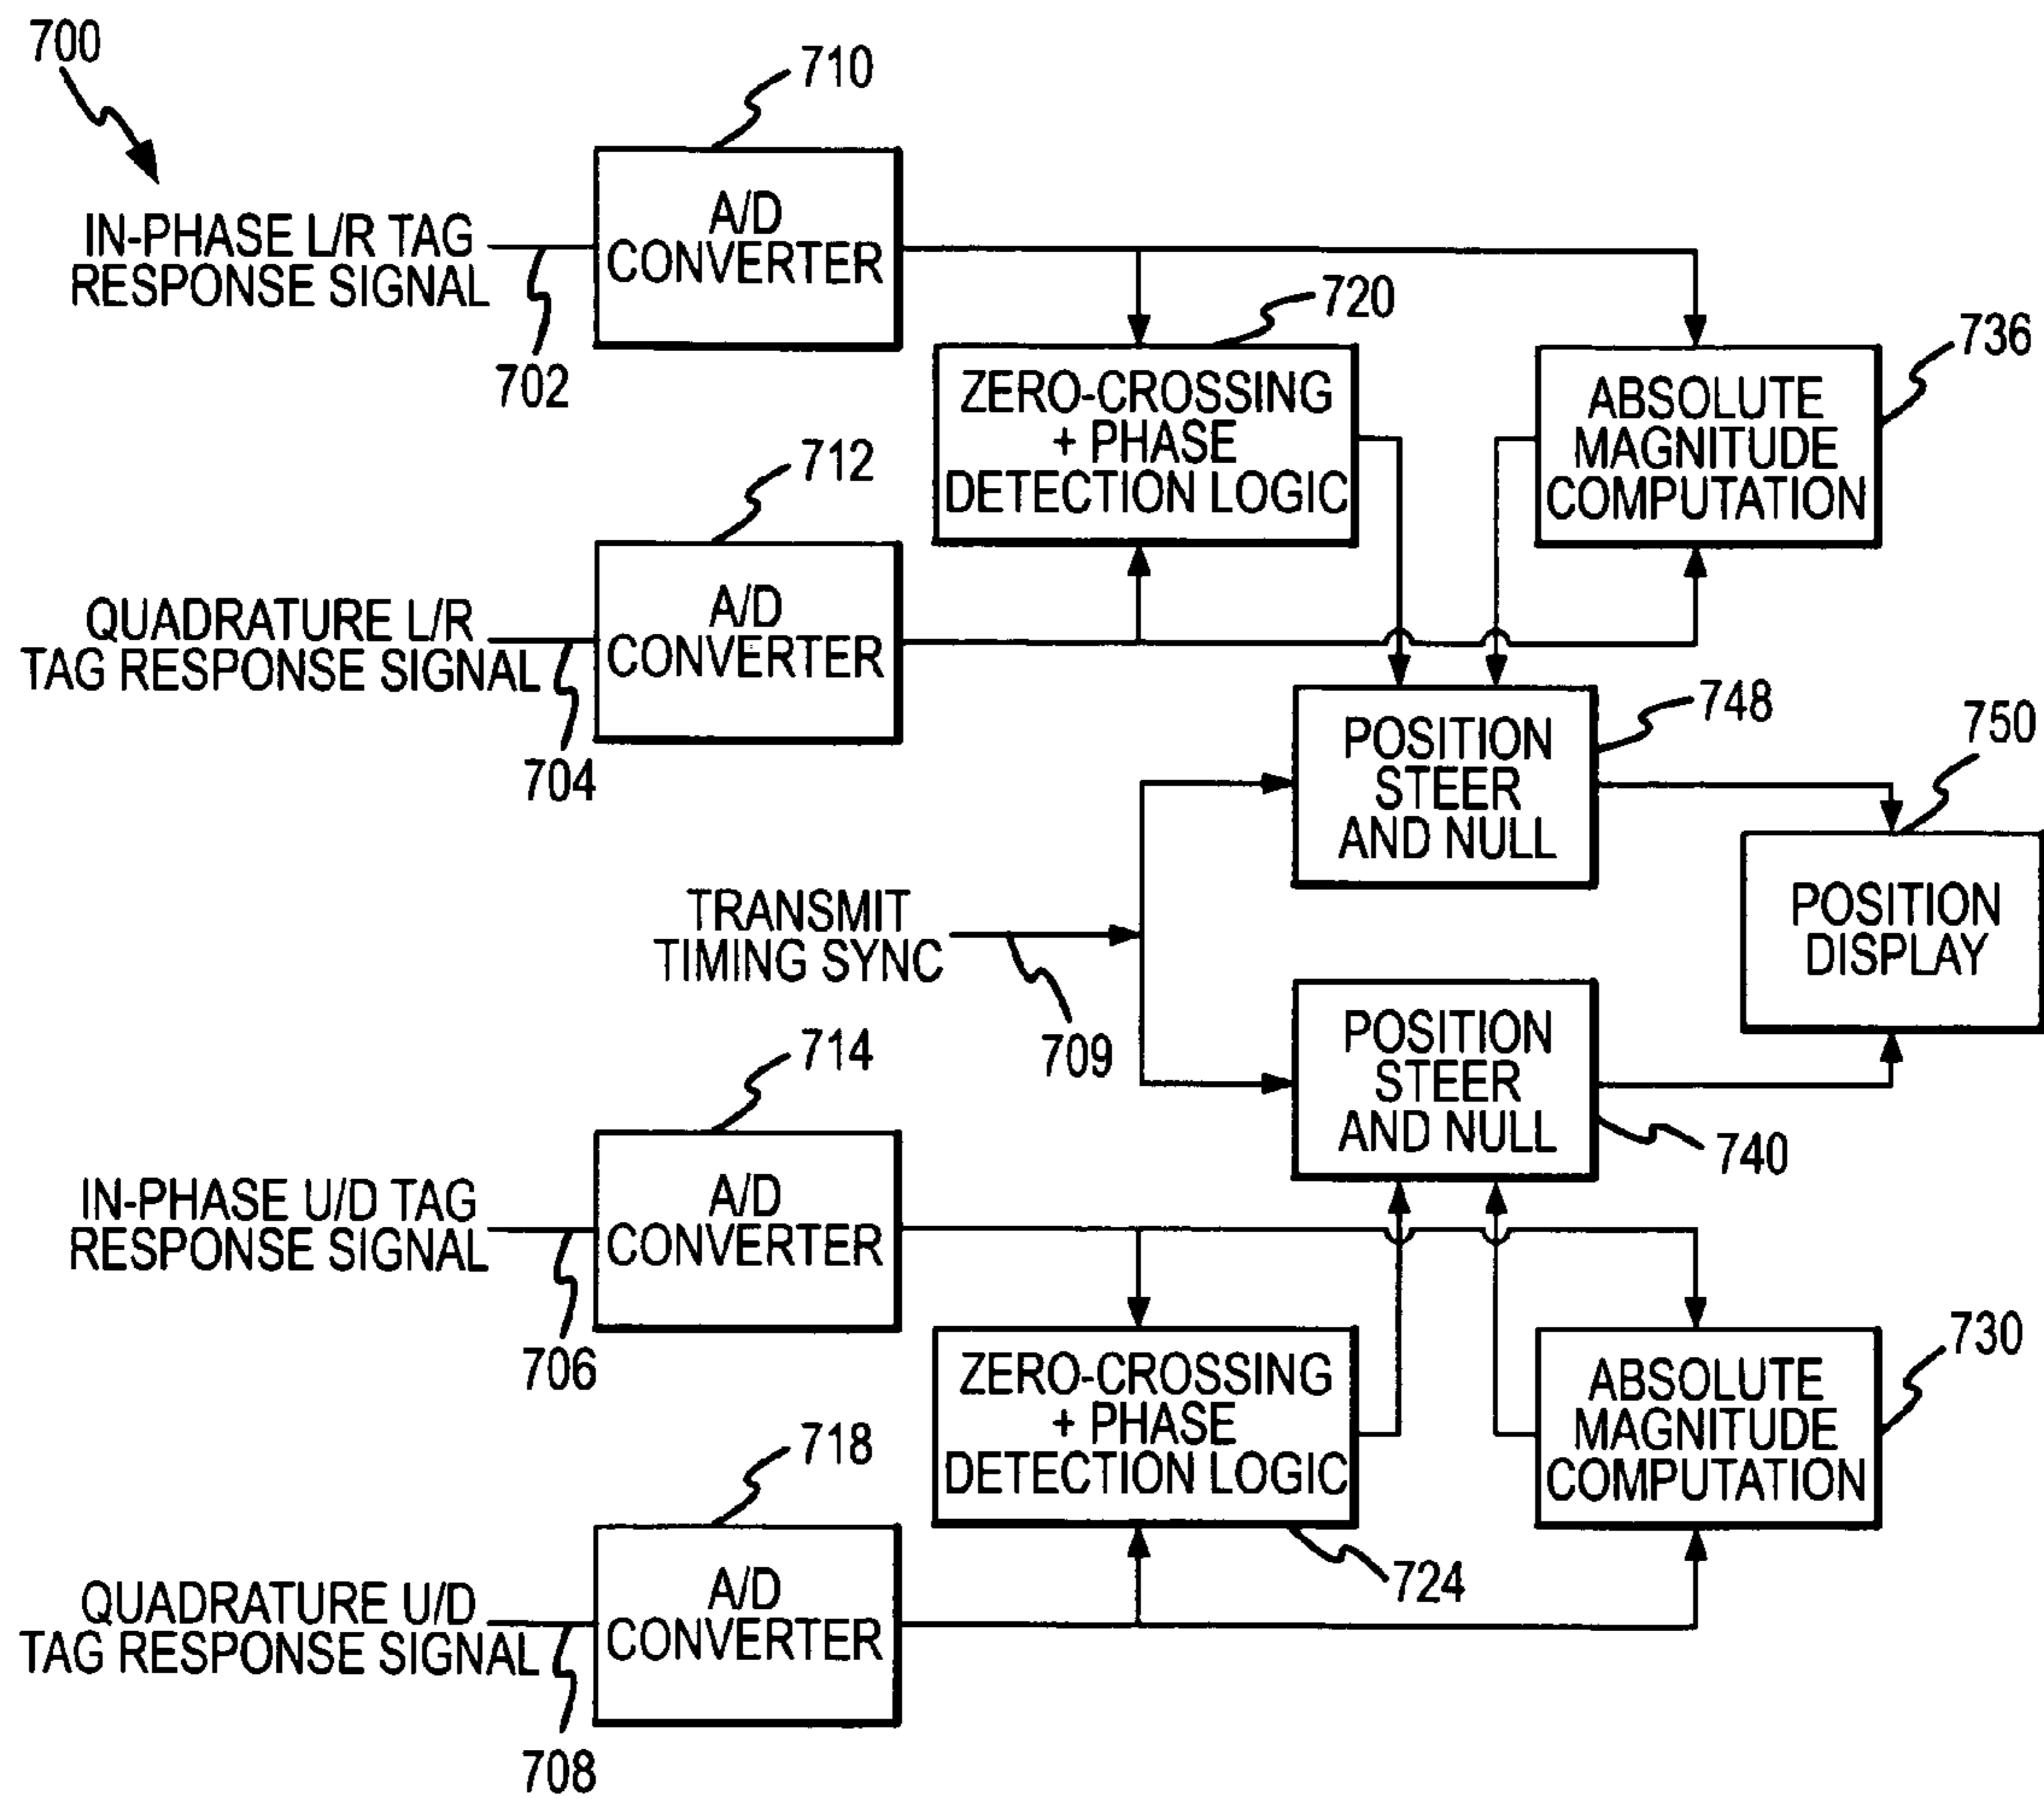 700
710
A/D
CONVERTER
IN-PHASE L/R TAG
RESPONSE SIGNAL
702
720
ZERO-CROSSING
+ PHASE
DETECTION LOGIC
736
ABSOLUTE
MAGNITUDE
COMPUTATION
712
A/D
CONVERTER
QUADRATURE L/R
TAG RESPONSE SIGNAL
704
748
POSITION
STEER
AND NULL
750
POSITION
DISPLAY
TRANSMIT
TIMING SYNC
709
POSITION
STEER
AND NULL
740
714
A/D
CONVERTER
IN-PHASE U/D TAG
RESPONSE SIGNAL
706
ZERO-CROSSING
+ PHASE
DETECTION LOGIC
724
730
ABSOLUTE
MAGNITUDE
COMPUTATION
718
A/D
CONVERTER
QUADRATURE U/D
TAG RESPONSE SIGNAL
708